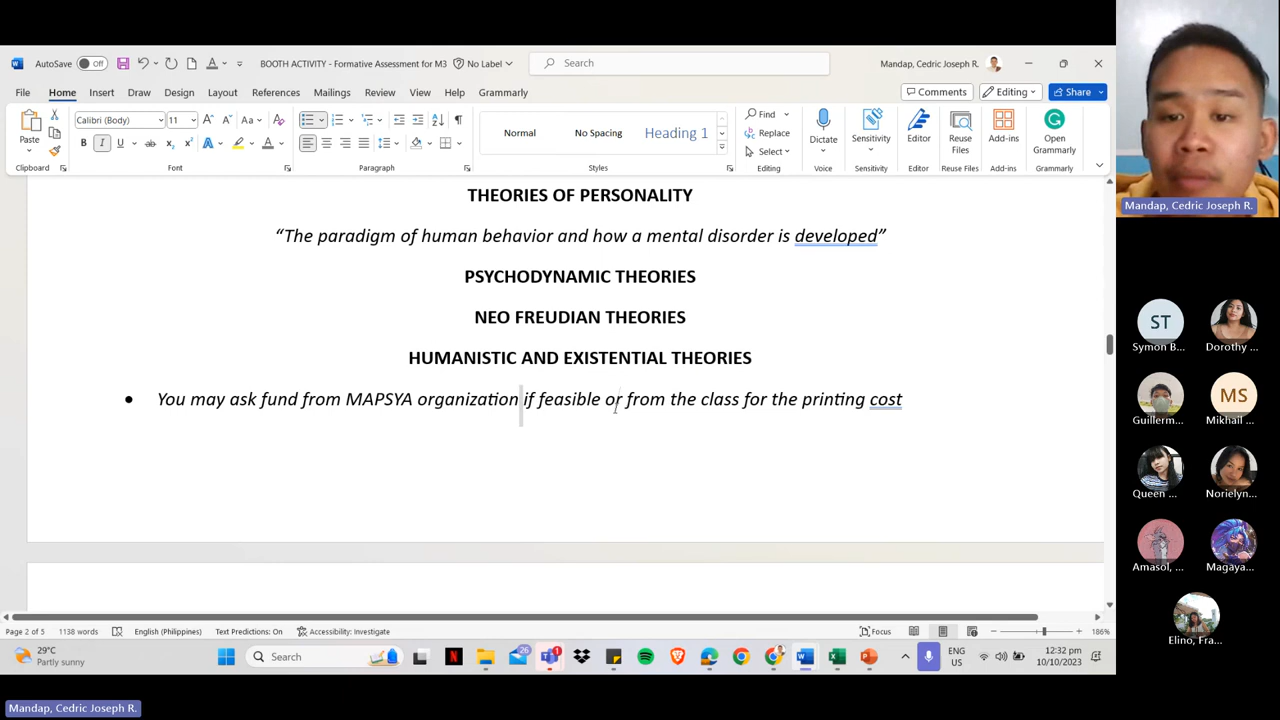 AutoSave Off BOOTH ACTIVITY - Formative Assessment for M3 No Label Search Mandap, Cedric Joseph R.
File Home Insert Draw Design Layout References Mailings Review View Help Grammarly Comments Editing Share
Paste Calibri (Body) 11 Normal No Spacing Heading 1 Find Replace Select Dictate Sensitivity Editor Reuse Files Add-ins Open Grammarly
Clipboard Font Paragraph Styles Editing Voice Sensitivity Editor Reuse Files Add-ins Grammarly
Mandap, Cedric Joseph R.
THEORIES OF PERSONALITY
“The paradigm of human behavior and how a mental disorder is developed”
PSYCHODYNAMIC THEORIES
NEO FREUDIAN THEORIES
HUMANISTIC AND EXISTENTIAL THEORIES
• You may ask fund from MAPSYA organization if feasible or from the class for the printing cost
ST
Symon B... Dorothy ...
MS
Guillerm... Mikhail ...
Queen ... Norielyn...
Amasol, ... Magaya...
Elino, Fra...
Page 2 of 5 1138 words English (Philippines) Text Predictions: On Accessibility: Investigate Focus 186%
29°C
Partly sunny
Search
26
1
ENG
US
12:32 pm
10/10/2023
Mandap, Cedric Joseph R.